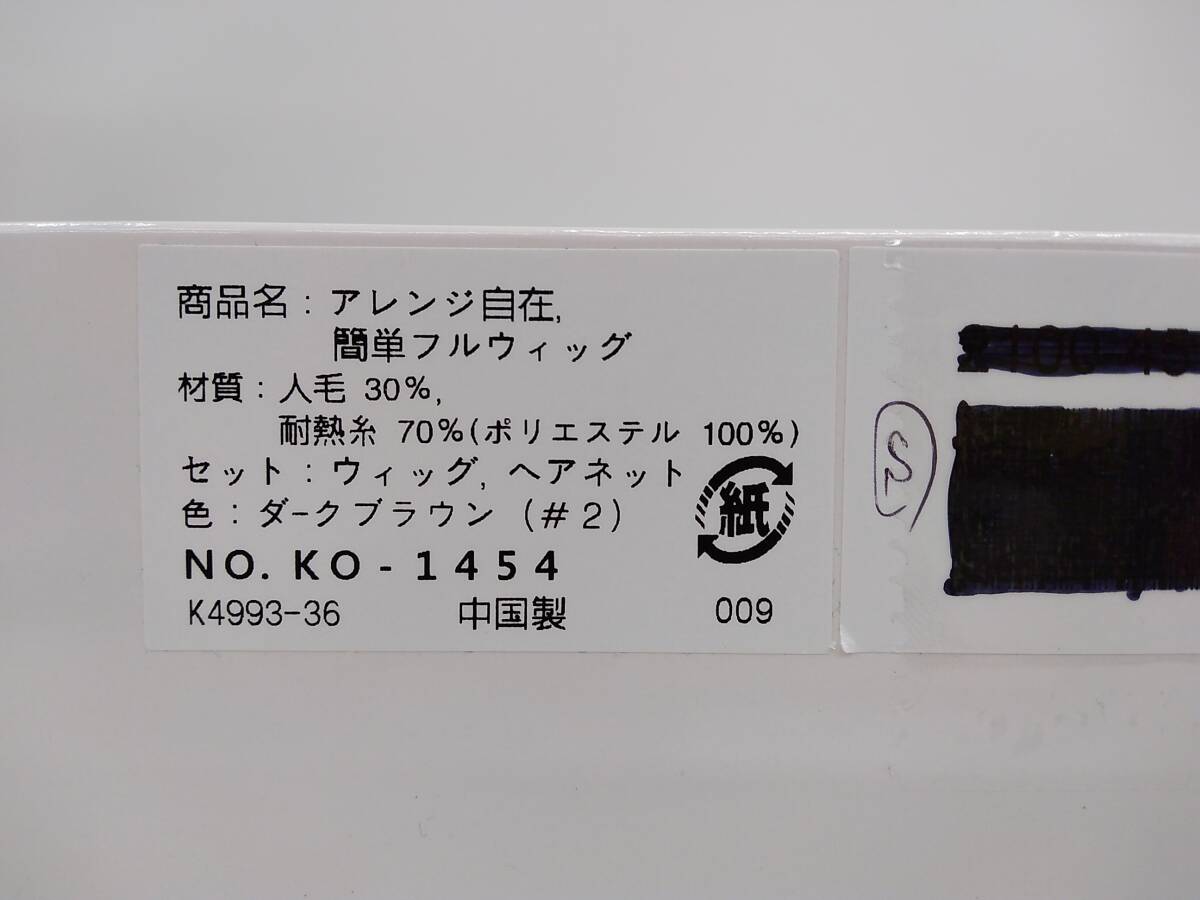 商品名：アレンジ自在,
簡単フルウィッグ
材質：人毛 30%,
耐熱糸 70%(ポリエステル 100%)
セット：ウィッグ, ヘアネット
色：ダークブラウン (#2)
紙
NO. KO-1454
K4993-36 中国製 009